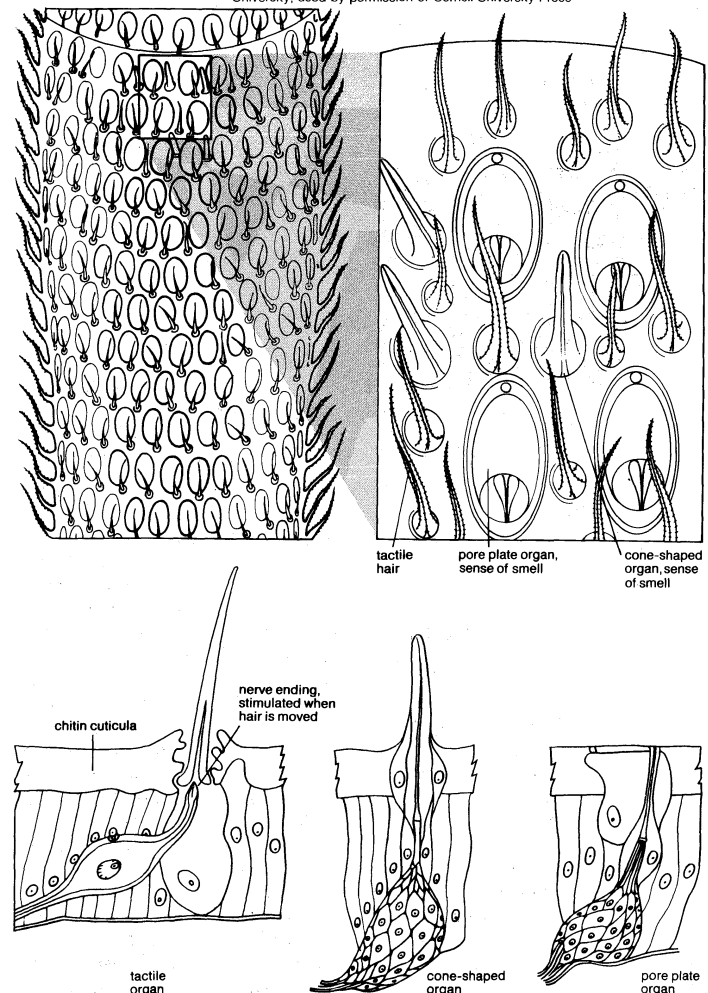 University; used by permission of Cornell University Press
tactile
hair
pore plate organ,
sense of smell
cone-shaped
organ, sense
of smell
nerve ending,
stimulated when
hair is moved
chitin cuticula
tactile
organ
cone-shaped
organ
pore plate
organ